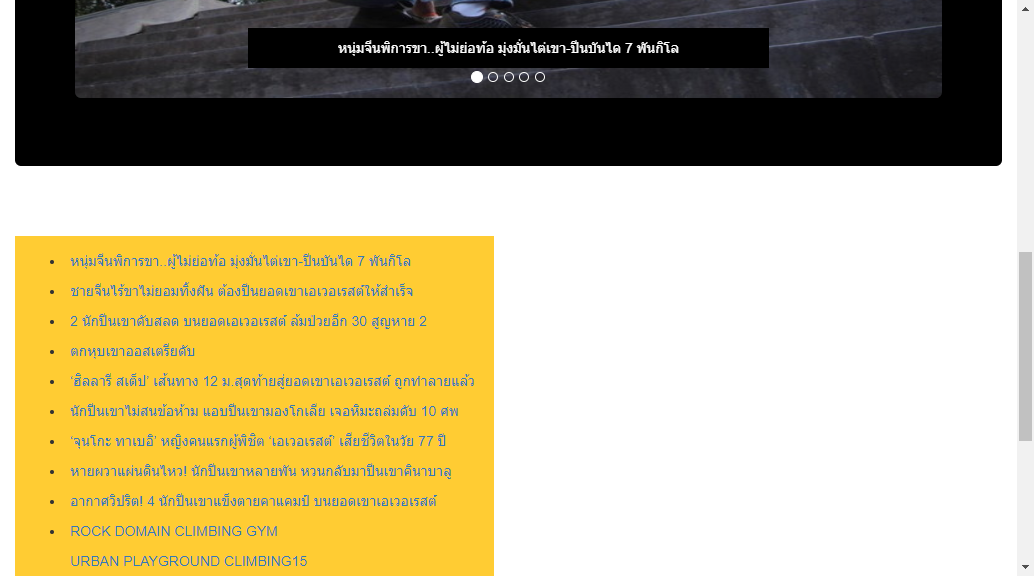 หนุ่มจีนพิการขา..ผู้ไม่ย่อท้อ มุ่งมั่นไต่เขา-ปีนบันได 7 พันกิโล
หนุ่มจีนพิการขา..ผู้ไม่ย่อท้อ มุ่งมั่นไต่เขา-ปีนบันได 7 พันกิโล
ชายจีนไร้ขาไม่ยอมทิ้งฝัน ต้องปีนยอดเขาเอเวอเรสต์ให้สำเร็จ
2 นักปีนเขาดับสลด บนยอดเอเวอเรสต์ ล้มป่วยอีก 30 สูญหาย 2
ตกหุบเขาออสเตรียดับ
‘ฮิลลารี สเต็ป’ เส้นทาง 12 ม.สุดท้ายสู่ยอดเขาเอเวอเรสต์ ถูกทำลายแล้ว
นักปีนเขาไม่สนข้อห้าม แอบปีนเขามองโกเลีย เจอหิมะถล่มดับ 10 ศพ
‘จุนโกะ ทาเบอิ’ หญิงคนแรกผู้พิชิต ‘เอเวอเรสต์’ เสียชีวิตในวัย 77 ปี
หายผวาแผ่นดินไหว! นักปีนเขาหลายพัน หวนกลับมาปีนเขาคินาบาลู
อากาศวิปริต! 4 นักปีนเขาแข็งตายคาแคมป์ บนยอดเขาเอเวอเรสต์
ROCK DOMAIN CLIMBING GYM
URBAN PLAYGROUND CLIMBING15